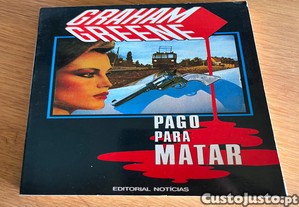 GRAHAM
GREENE
PAGO
PARA
MATAR
EDITORIAL NOTÍCIAS
CustoJusto.pt